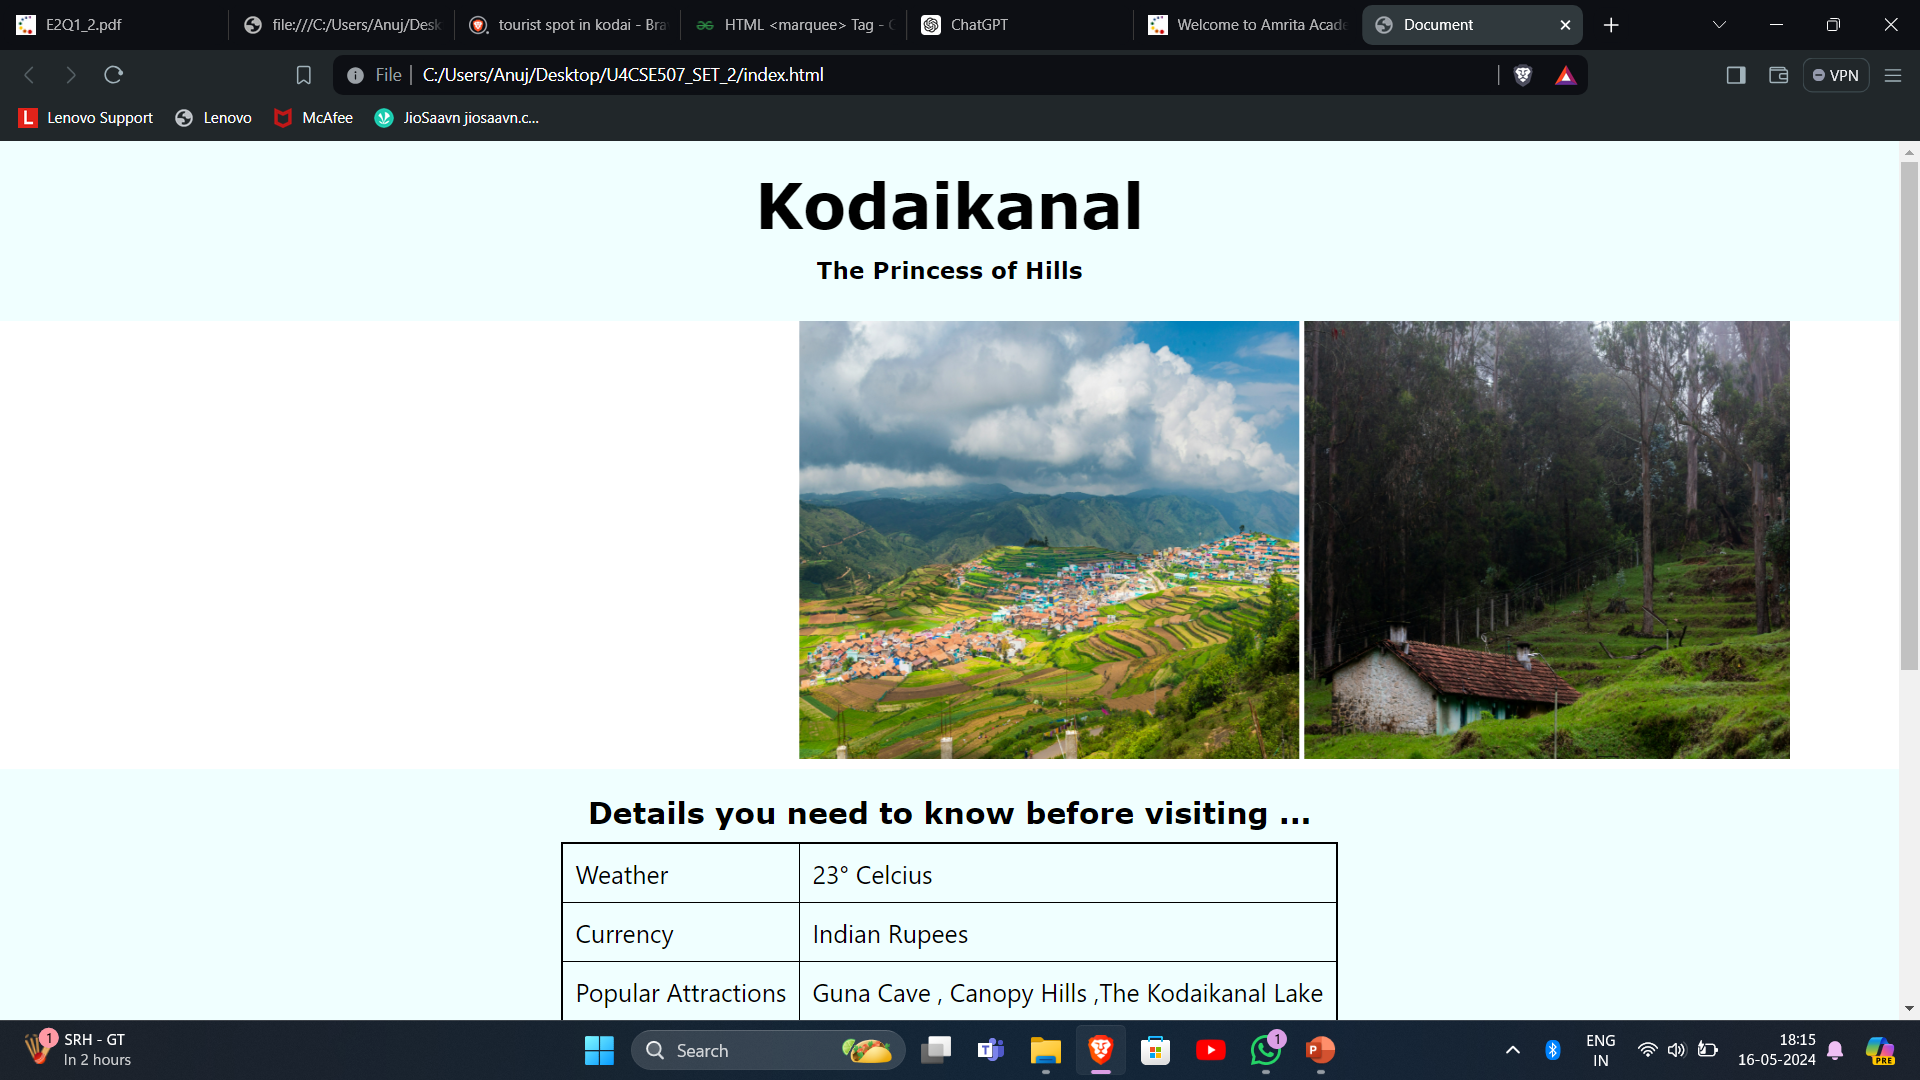 E2Q1_2.pdf
file:///C:/Users/Anuj/Desk
tourist spot in kodai - Bra
HTML <marquee> Tag - G
ChatGPT
Welcome to Amrita Acade
Document
File
C:/Users/Anuj/Desktop/U4CSE507_SET_2/index.html
VPN
L
Lenovo Support
Lenovo
McAfee
JioSaavn jiosaavn.c...
Kodaikanal
The Princess of Hills
Details you need to know before visiting ...
Weather
23° Celcius
Currency
Indian Rupees
Popular Attractions
Guna Cave , Canopy Hills ,The Kodaikanal Lake
1
SRH - GT
In 2 hours
Search
T
1
P
ENG
IN
18:15
16-05-2024
PRE